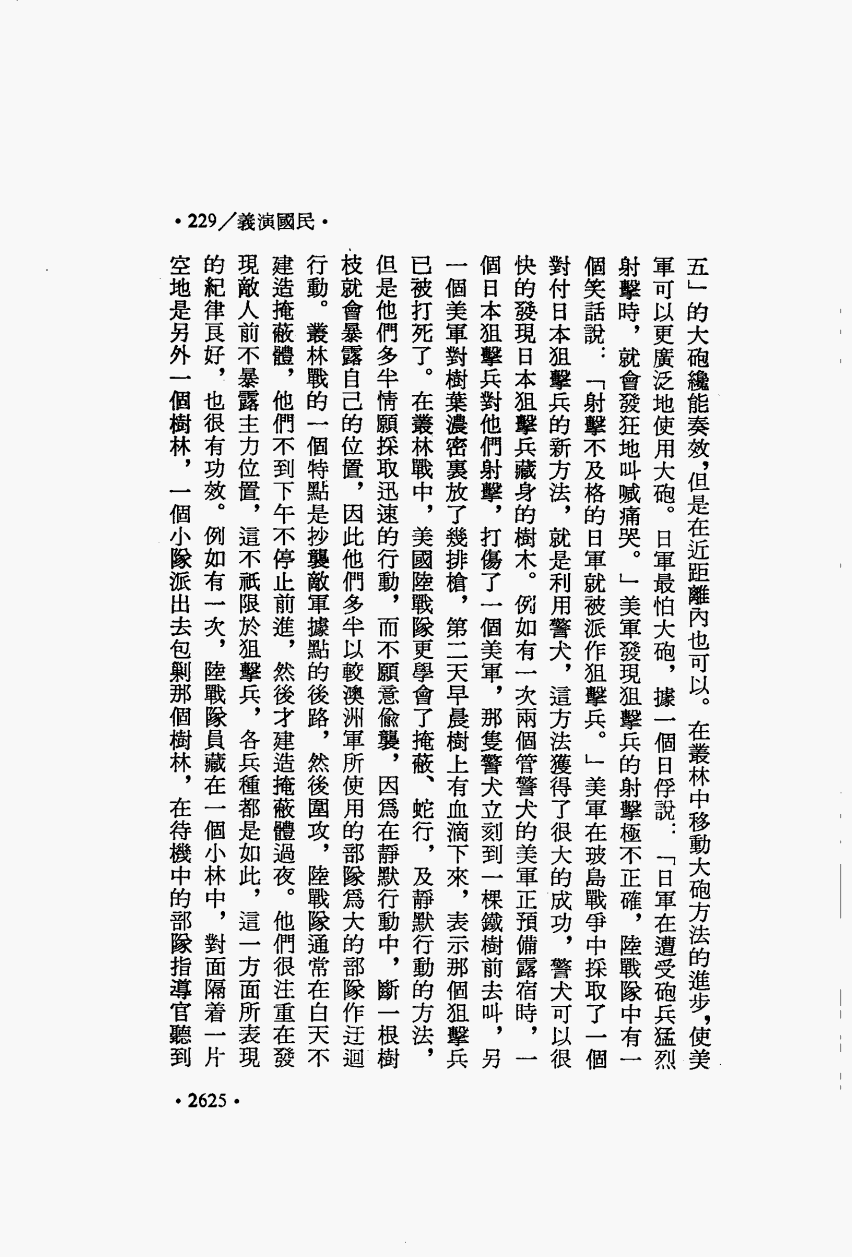 •229／義演國民•
五﹂的大砲纔能奏效，但是在近距離內也可以。在叢林中移動大砲方法的進步，使美
軍可以更廣泛地使用大砲。日軍最怕大砲，據一個日俘說：﹁日軍在遭受砲兵猛烈
射擊時，就會發狂地叫喊痛哭。﹂美軍發現狙擊兵的射擊極不正確，陸戰隊中有一
個笑話說：﹁射擊不及格的日軍就被派作狙擊兵。﹂美軍在玻島戰爭中採取了一個
對付日本狙擊兵的新方法，就是利用警犬，這方法獲得了很大的成功，警犬可以很
快的發現日本狙擊兵藏身的樹木。例如有一次兩個管警犬的美軍正預備露宿時，一
個日本狙擊兵對他們射擊，打傷了一個美軍，那隻警犬立刻到一棵鐵樹前去叫，另
一個美軍對樹葉濃密裏放了幾排槍，第二天早晨樹上有血滴下來，表示那個狙擊兵
已被打死了。在叢林戰中，美國陸戰隊更學會了掩蔽、蛇行，及靜默行動的方法，
但是他們多半情願採取迅速的行動，而不願意偷襲，因爲在靜默行動中，斷一根樹
枝就會暴露自己的位置，因此他們多半以較澳洲軍所使用的部隊爲大的部隊作迂迴
行動。叢林戰的一個特點是抄襲敵軍據點的後路，然後圍攻，陸戰隊通常在白天不
建造掩蔽體，他們不到下午不停止前進，然後才建造掩蔽體過夜。他們很注重在發
現敵人前不暴露主力位置，這不祇限於狙擊兵，各兵種都是如此，這一方面所表現
的紀律良好，也很有功效。例如有一次，陸戰隊員藏在一個小林中，對面隔着一片
空地是另外一個樹林，一個小隊派出去包剿那個樹林，在待機中的部隊指導官聽到
•2625•